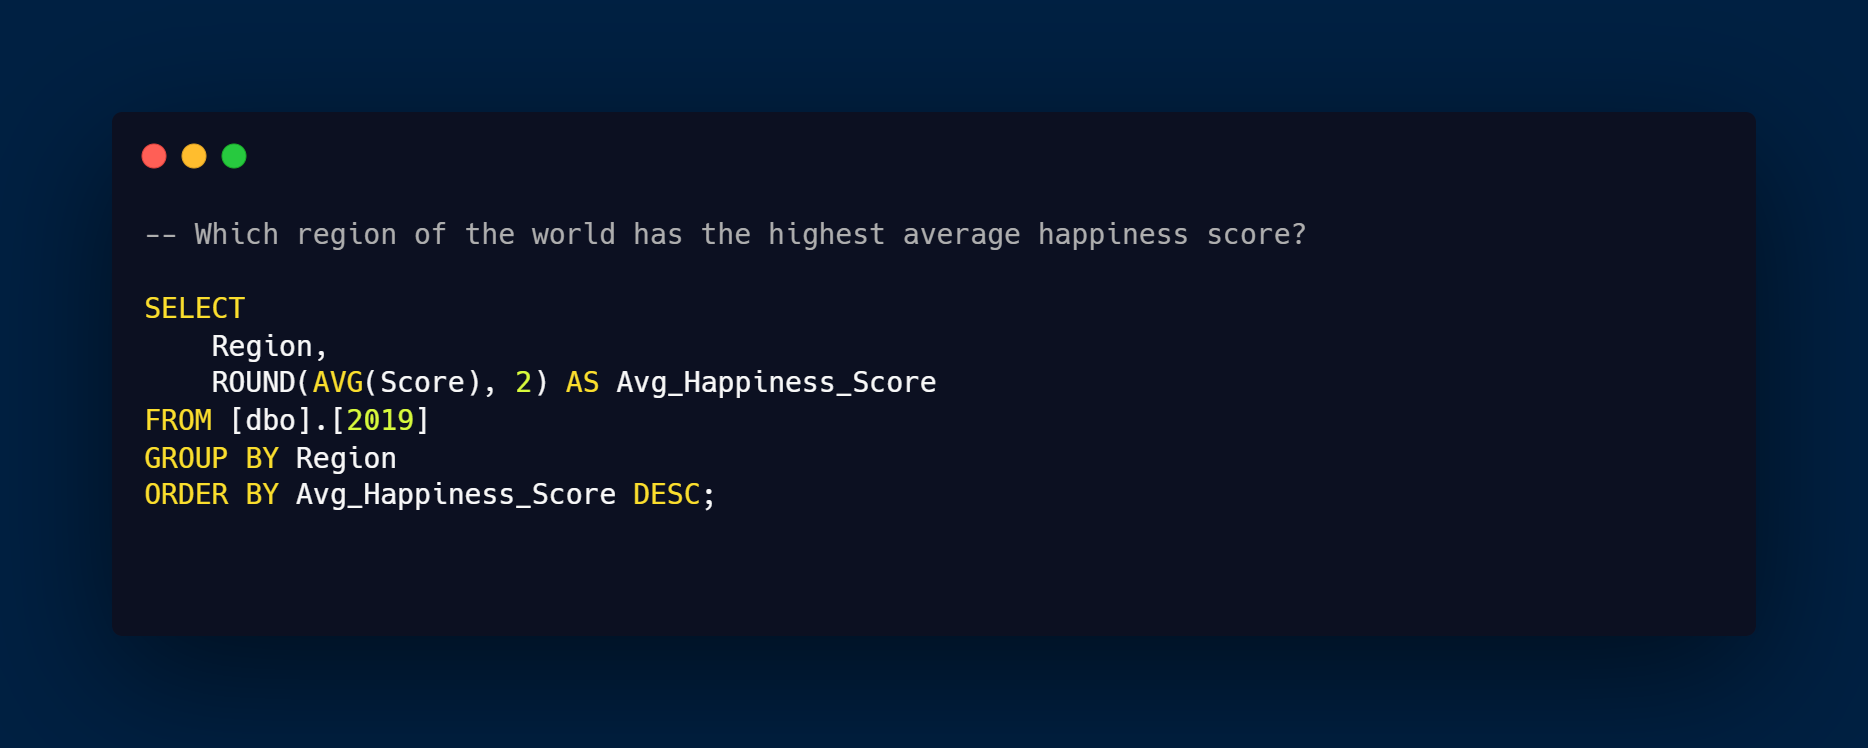 -- Which region of the world has the highest average happiness score?
SELECT
    Region,
    ROUND(AVG(Score), 2) AS Avg_Happiness_Score
FROM [dbo].[2019]
GROUP BY Region
ORDER BY Avg_Happiness_Score DESC;